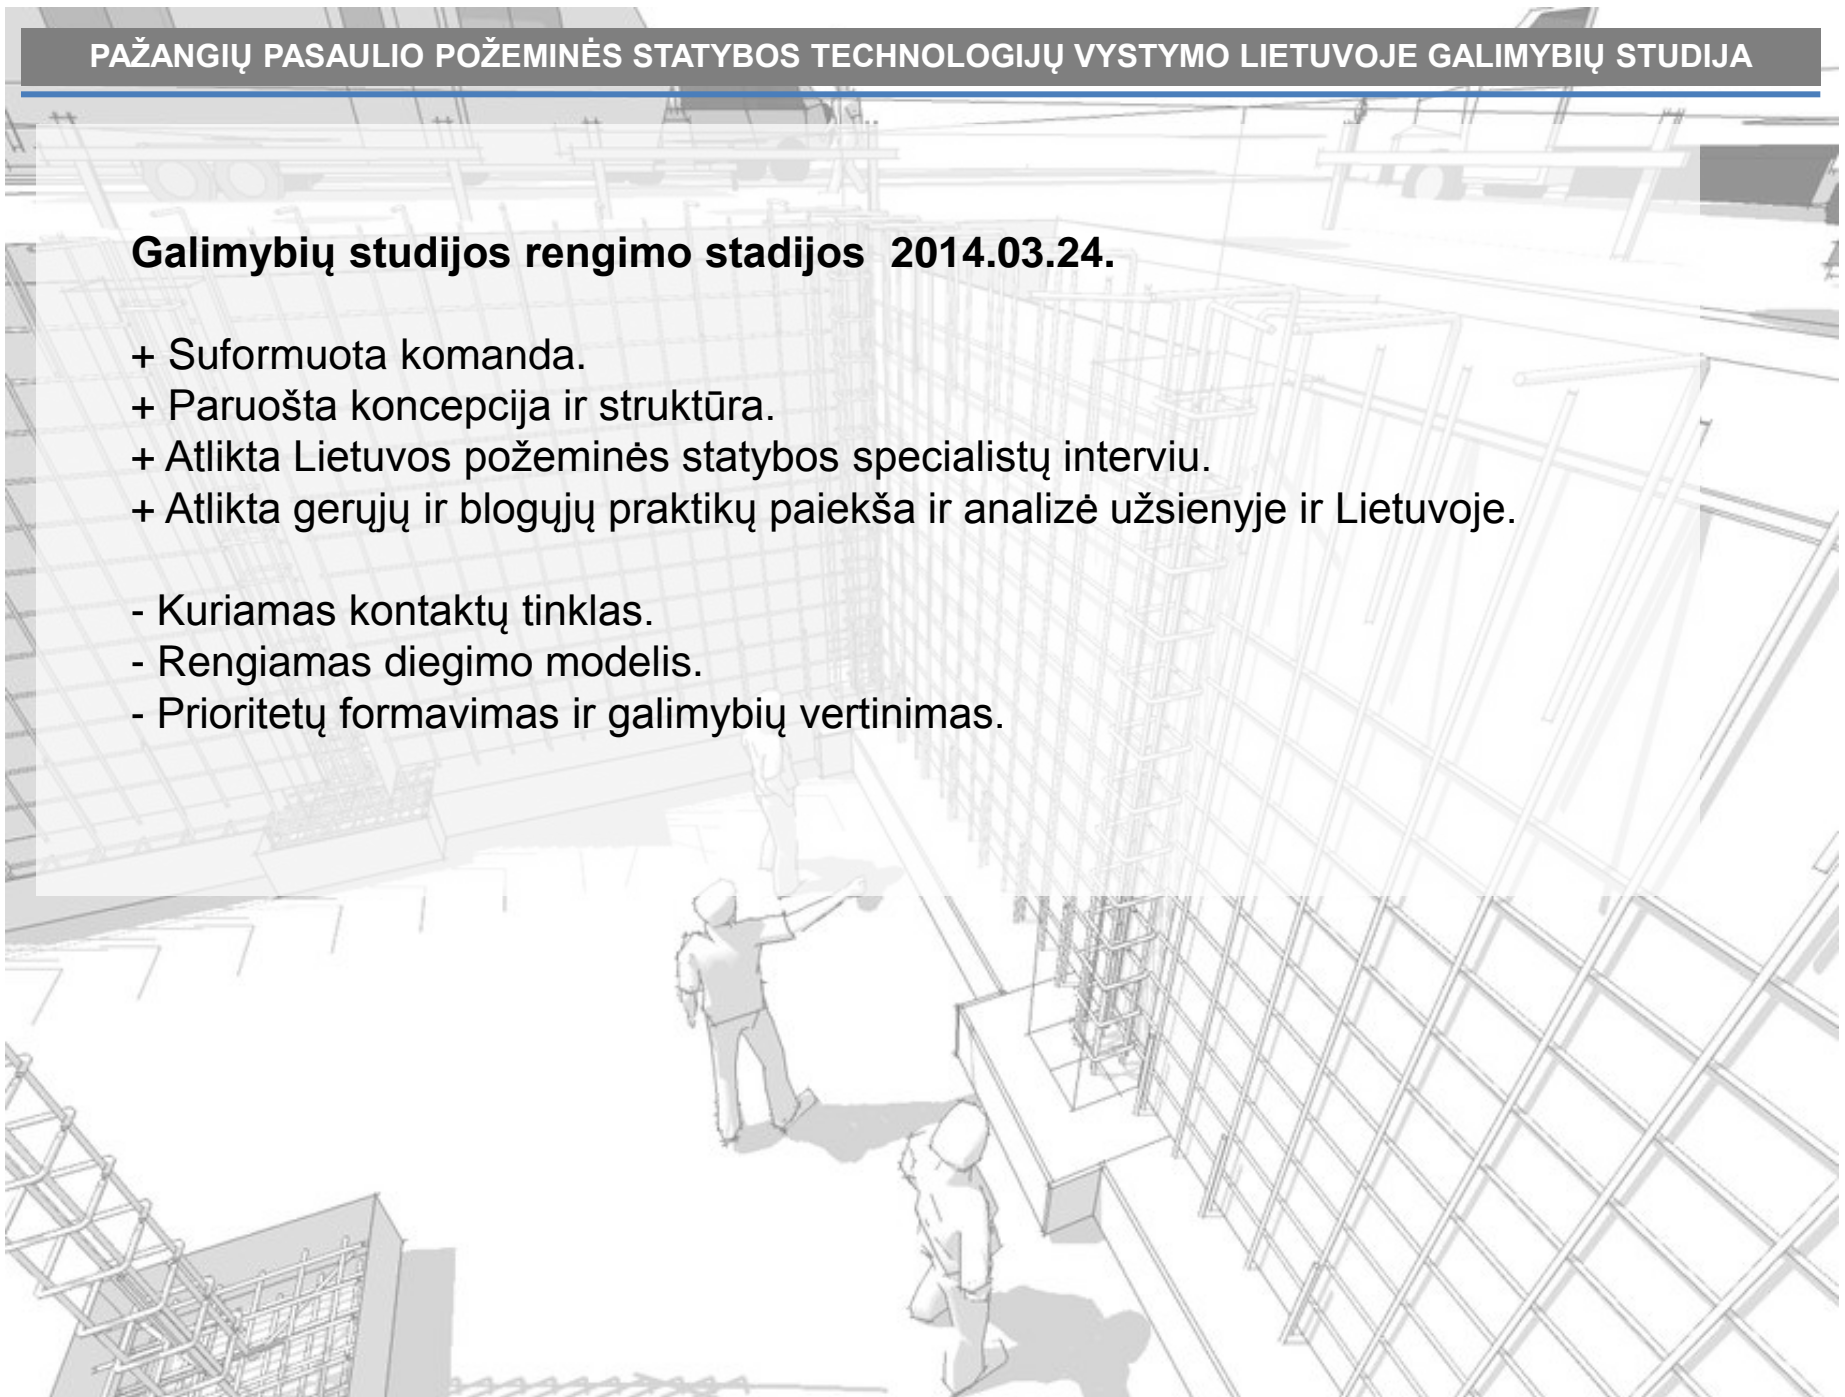 PAŽANGIŲ PASAULIO POŽEMINĖS STATYBOS TECHNOLOGIJŲ VYSTYMO LIETUVOJE GALIMYBIŲ STUDIJA
Galimybių studijos rengimo stadijos 2014.03.24.
+ Suformuota komanda.
+ Paruošta koncepcija ir struktūra.
+ Atlikta Lietuvos požeminės statybos specialistų interviu.
+ Atlikta gerųjų ir blogųjų praktikų paiekša ir analizė užsienyje ir Lietuvoje.
- Kuriamas kontaktų tinklas.
- Rengiamas diegimo modelis.
- Prioritetų formavimas ir galimybių vertinimas.